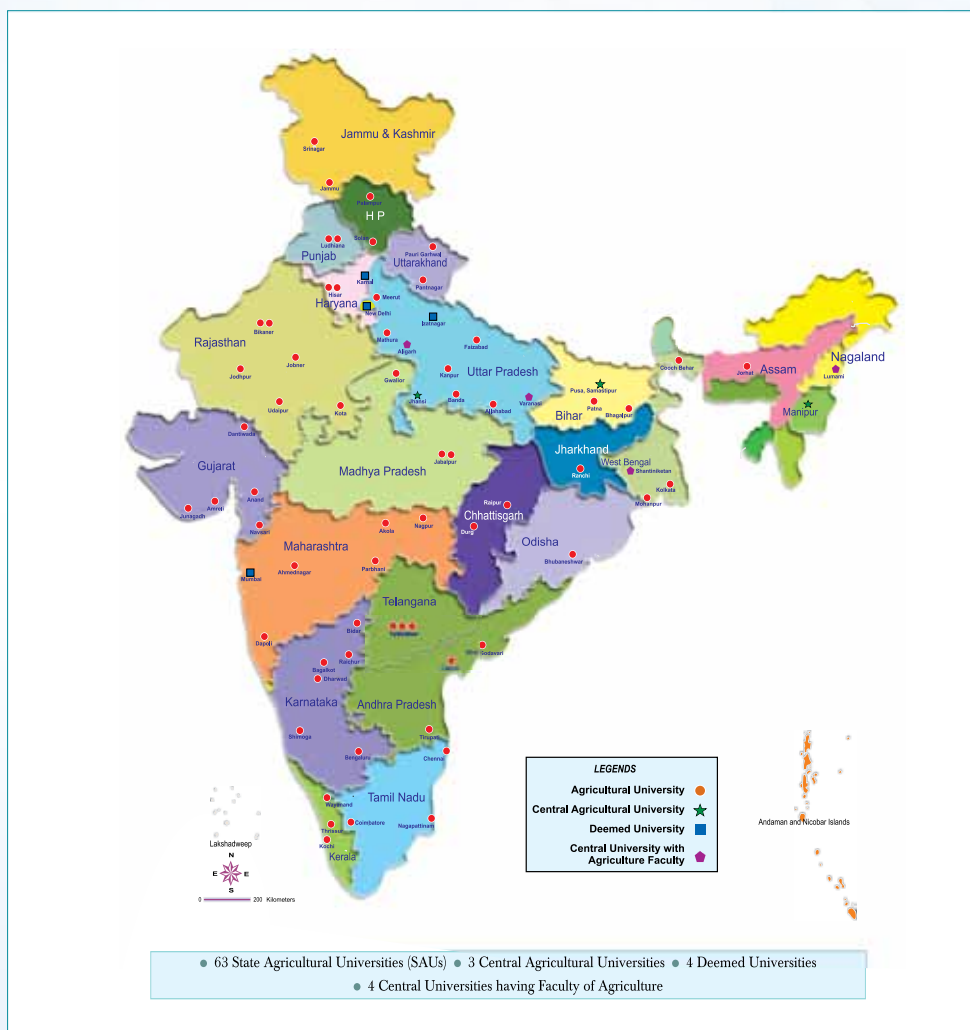 Jammu & Kashmir
Srinagar
Jammu
Palampur
H P
Solan
Ludhiana
Punjab
Pauri Garhwal
Uttarakhand
Pantnagar
Karnal
Hisar
Haryana
Meerut
New Delhi
Izatnagar
Bikaner
Rajasthan
Mathura
Aligarh
Faizabad
Jobner
Jodhpur
Gwalior
Kanpur
Uttar Pradesh
Jhansi
Banda
Allahabad
Varanasi
Udaipur
Kota
Pusa, Samastipur
Patna
Bihar
Bhagalpur
Cooch Behar
Jorhat
Assam
Nagaland
Lumami
Manipur
Dantiwada
Gujarat
Anand
Amreli
Junagadh
Navsari
Madhya Pradesh
Jabalpur
Jharkhand
Ranchi
West Bengal
Shantiniketan
Kolkata
Mohanpur
Raipur
Chhattisgarh
Durg
Odisha
Bhubaneshwar
Nagpur
Akola
Maharashtra
Mumbai
Ahmednagar
Parbhani
Dapoli
Telangana
Godavari
Bidar
Raichur
Bagalkot
Dharwad
Karnataka
Andhra Pradesh
Shimoga
Bengaluru
Tirupati
Chennai
Tamil Nadu
Wayanand
Coimbatore
Thrissur
Kochi
Kerala
Nagapattinam
LEGENDS
Agricultural University
Central Agricultural University
Deemed University
Central University with
Agriculture Faculty
Andaman and Nicobar Islands
Lakshadweep
N
E E
S
0 200 Kilometers
63 State Agricultural Universities (SAUs) 3 Central Agricultural Universities 4 Deemed Universities
4 Central Universities having Faculty of Agriculture